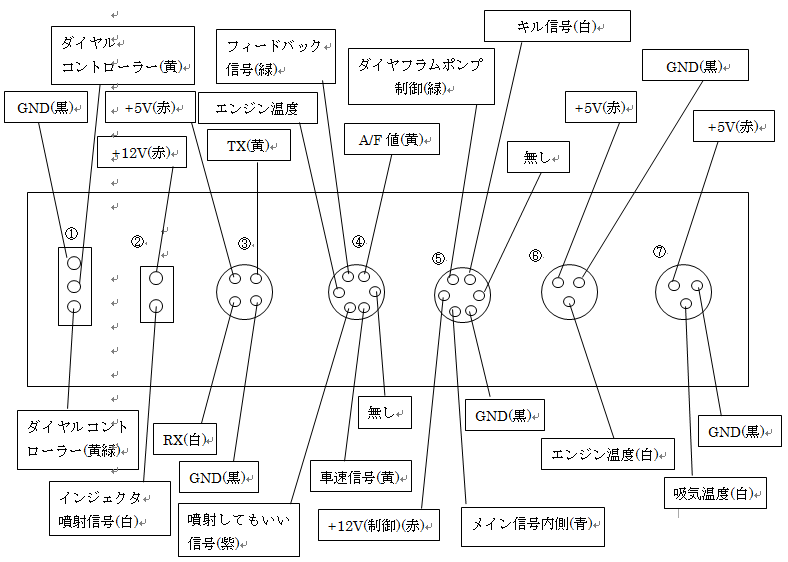 キル信号(白)
ダイヤル
コントローラー(黄)
フィードバック
信号(緑)
ダイヤフラムポンプ
制御(緑)
GND(黒)
GND(黒)
+5V(赤)
エンジン温度
+5V(赤)
+5V(赤)
+12V(赤)
TX(黄)
A/F 値(黄)
無し
①
②
③
④
⑤
⑥
⑦
ダイヤルコント
ローラー(黄緑)
RX(白)
無し
GND(黒)
GND(黒)
GND(黒)
車速信号(黄)
エンジン温度(白)
インジェクタ
噴射信号(白)
噴射してもいい
信号(紫)
+12V(制御)(赤)
メイン信号内側(青)
吸気温度(白)